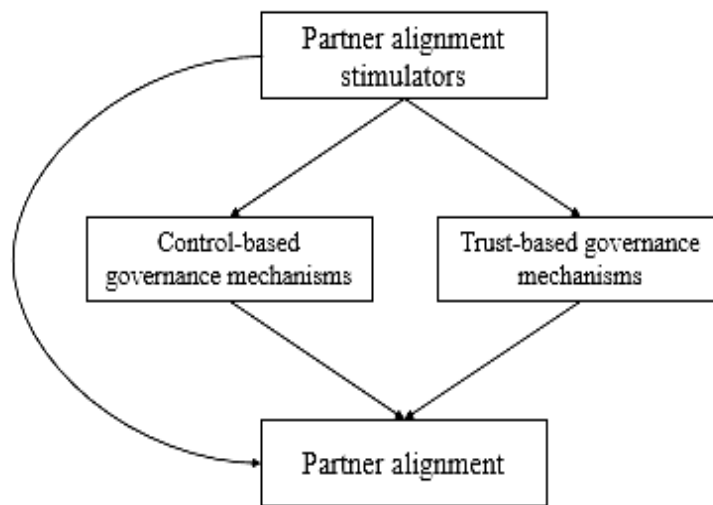 Partner alignment
stimulators
Control-based
governance mechanisms
Trust-based governance
mechanisms
Partner alignment